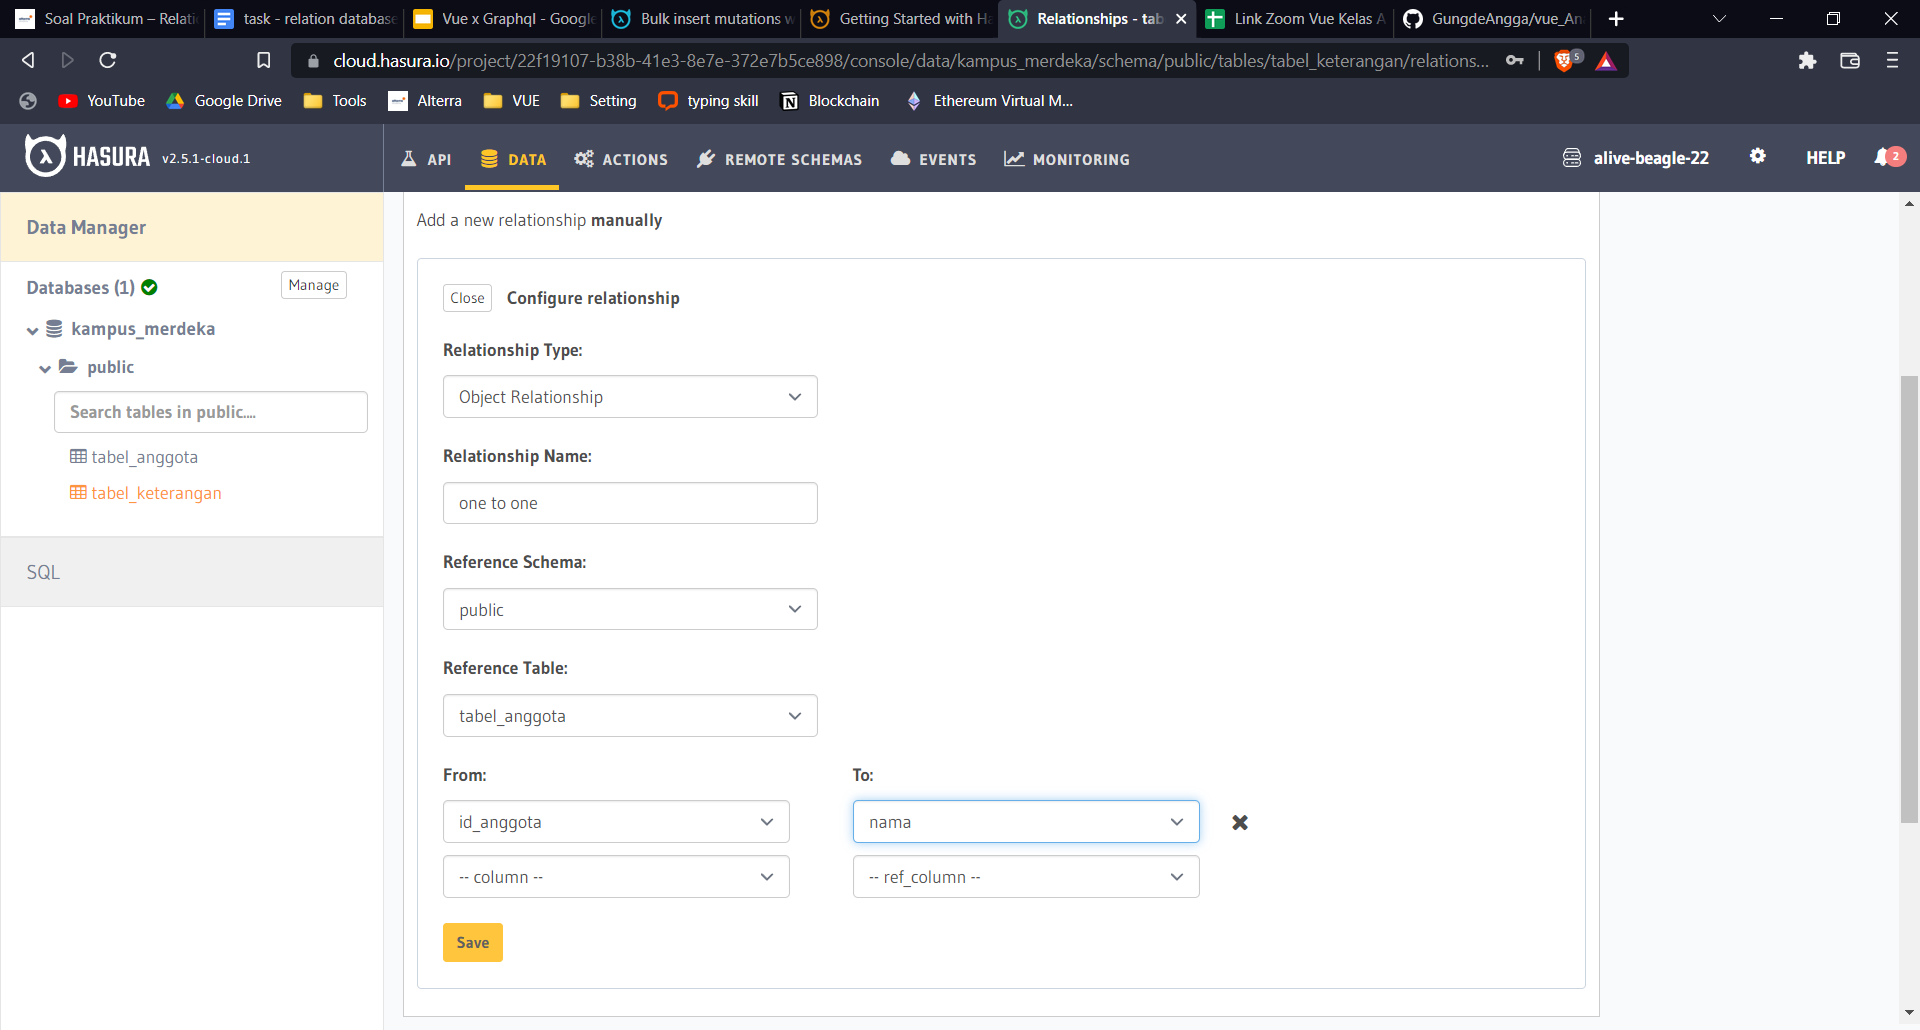 Soal Praktikum – Relati
task - relation database
Vue x Graphql - Google
Bulk insert mutations w
Getting Started with Ha
Relationships - tab
Link Zoom Vue Kelas A
GungdeAngga/vue_An
cloud.hasura.io/project/22f19107-b38b-41e3-8e7e-372e7b5ce898/console/data/kampus_merdeka/schema/public/tables/tabel_keterangan/relations...
5
YouTube
Google Drive
Tools
Alterra
VUE
Setting
typing skill
Blockchain
Ethereum Virtual M...
HASURA v2.5.1-cloud.1
API
DATA
ACTIONS
REMOTE SCHEMAS
EVENTS
MONITORING
alive-beagle-22
HELP
2
Data Manager
Databases (1)
Manage
kampus_merdeka
public
Search tables in public....
tabel_anggota
tabel_keterangan
SQL
Add a new relationship manually
Close Configure relationship
Relationship Type:
Object Relationship
Relationship Name:
one to one
Reference Schema:
public
Reference Table:
tabel_anggota
From: To:
id_anggota nama
-- column -- -- ref_column --
Save